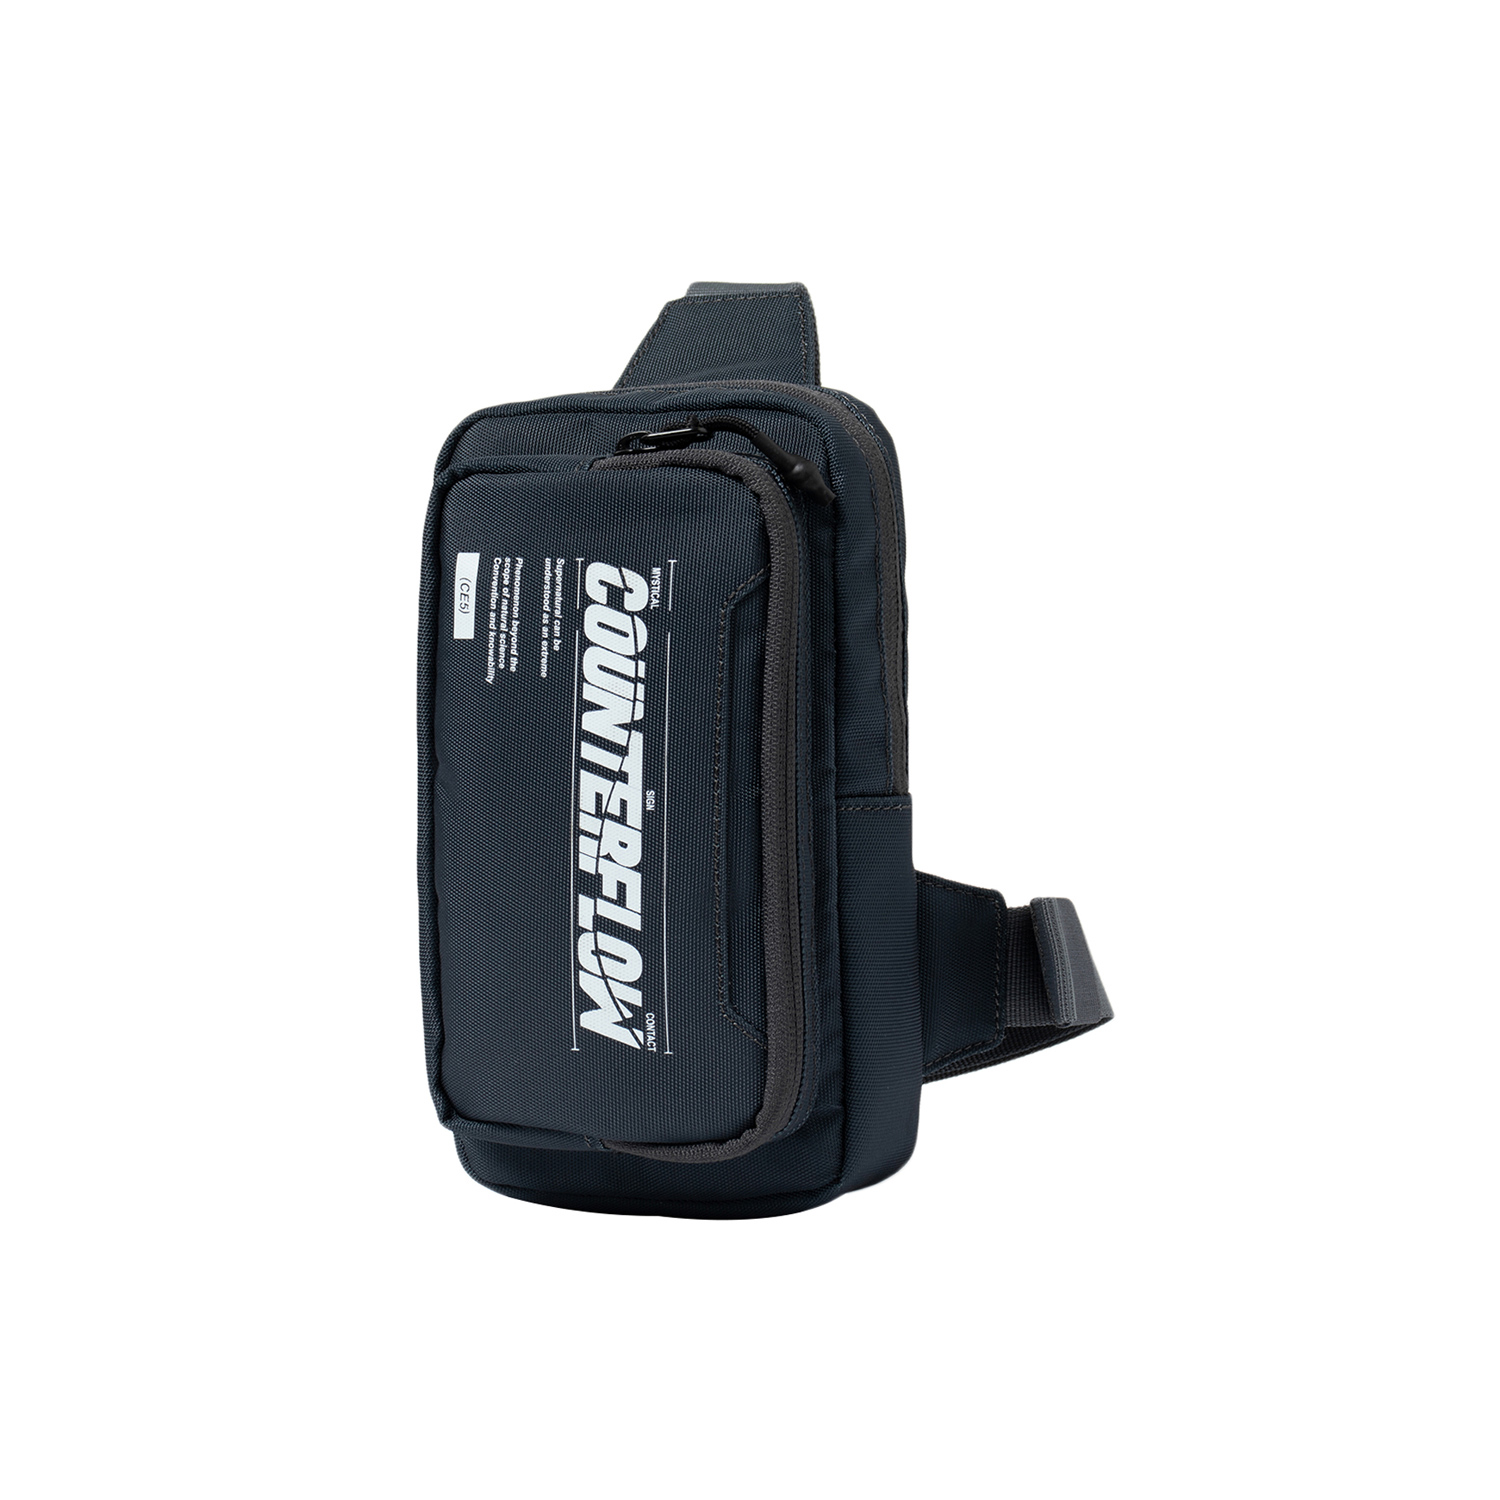 MYSTICAL SIGN CONTACT
COUNTERFLOW
Supernatural can be
understood as an extreme
Phenomenon beyond the
scope of natural science
Convention and knowability
(CE5)